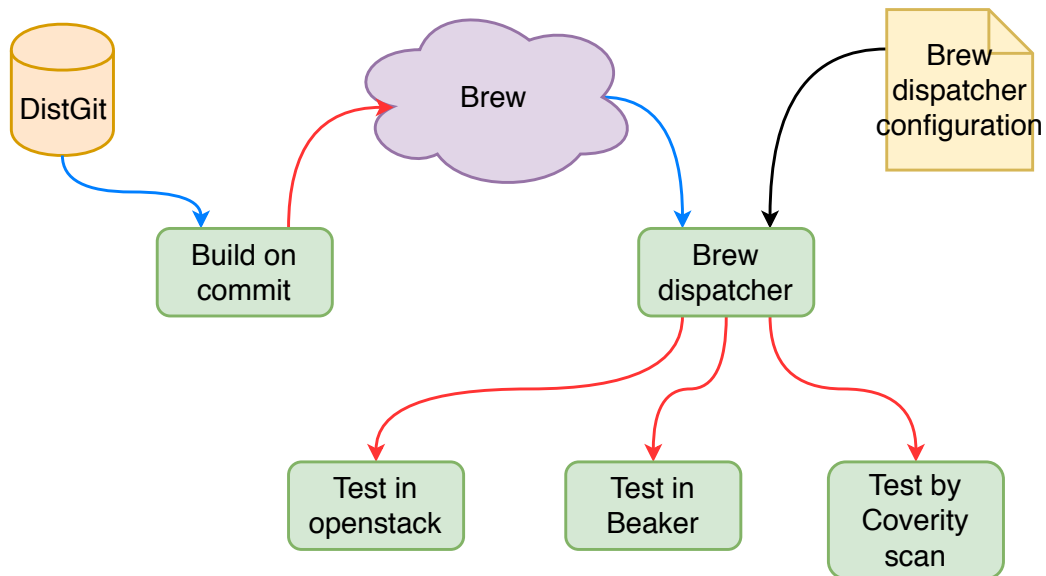 DistGit
Brew
Brew
dispatcher
configuration
Build on
commit
Brew
dispatcher
Test in
openstack
Test in
Beaker
Test by
Coverity
scan